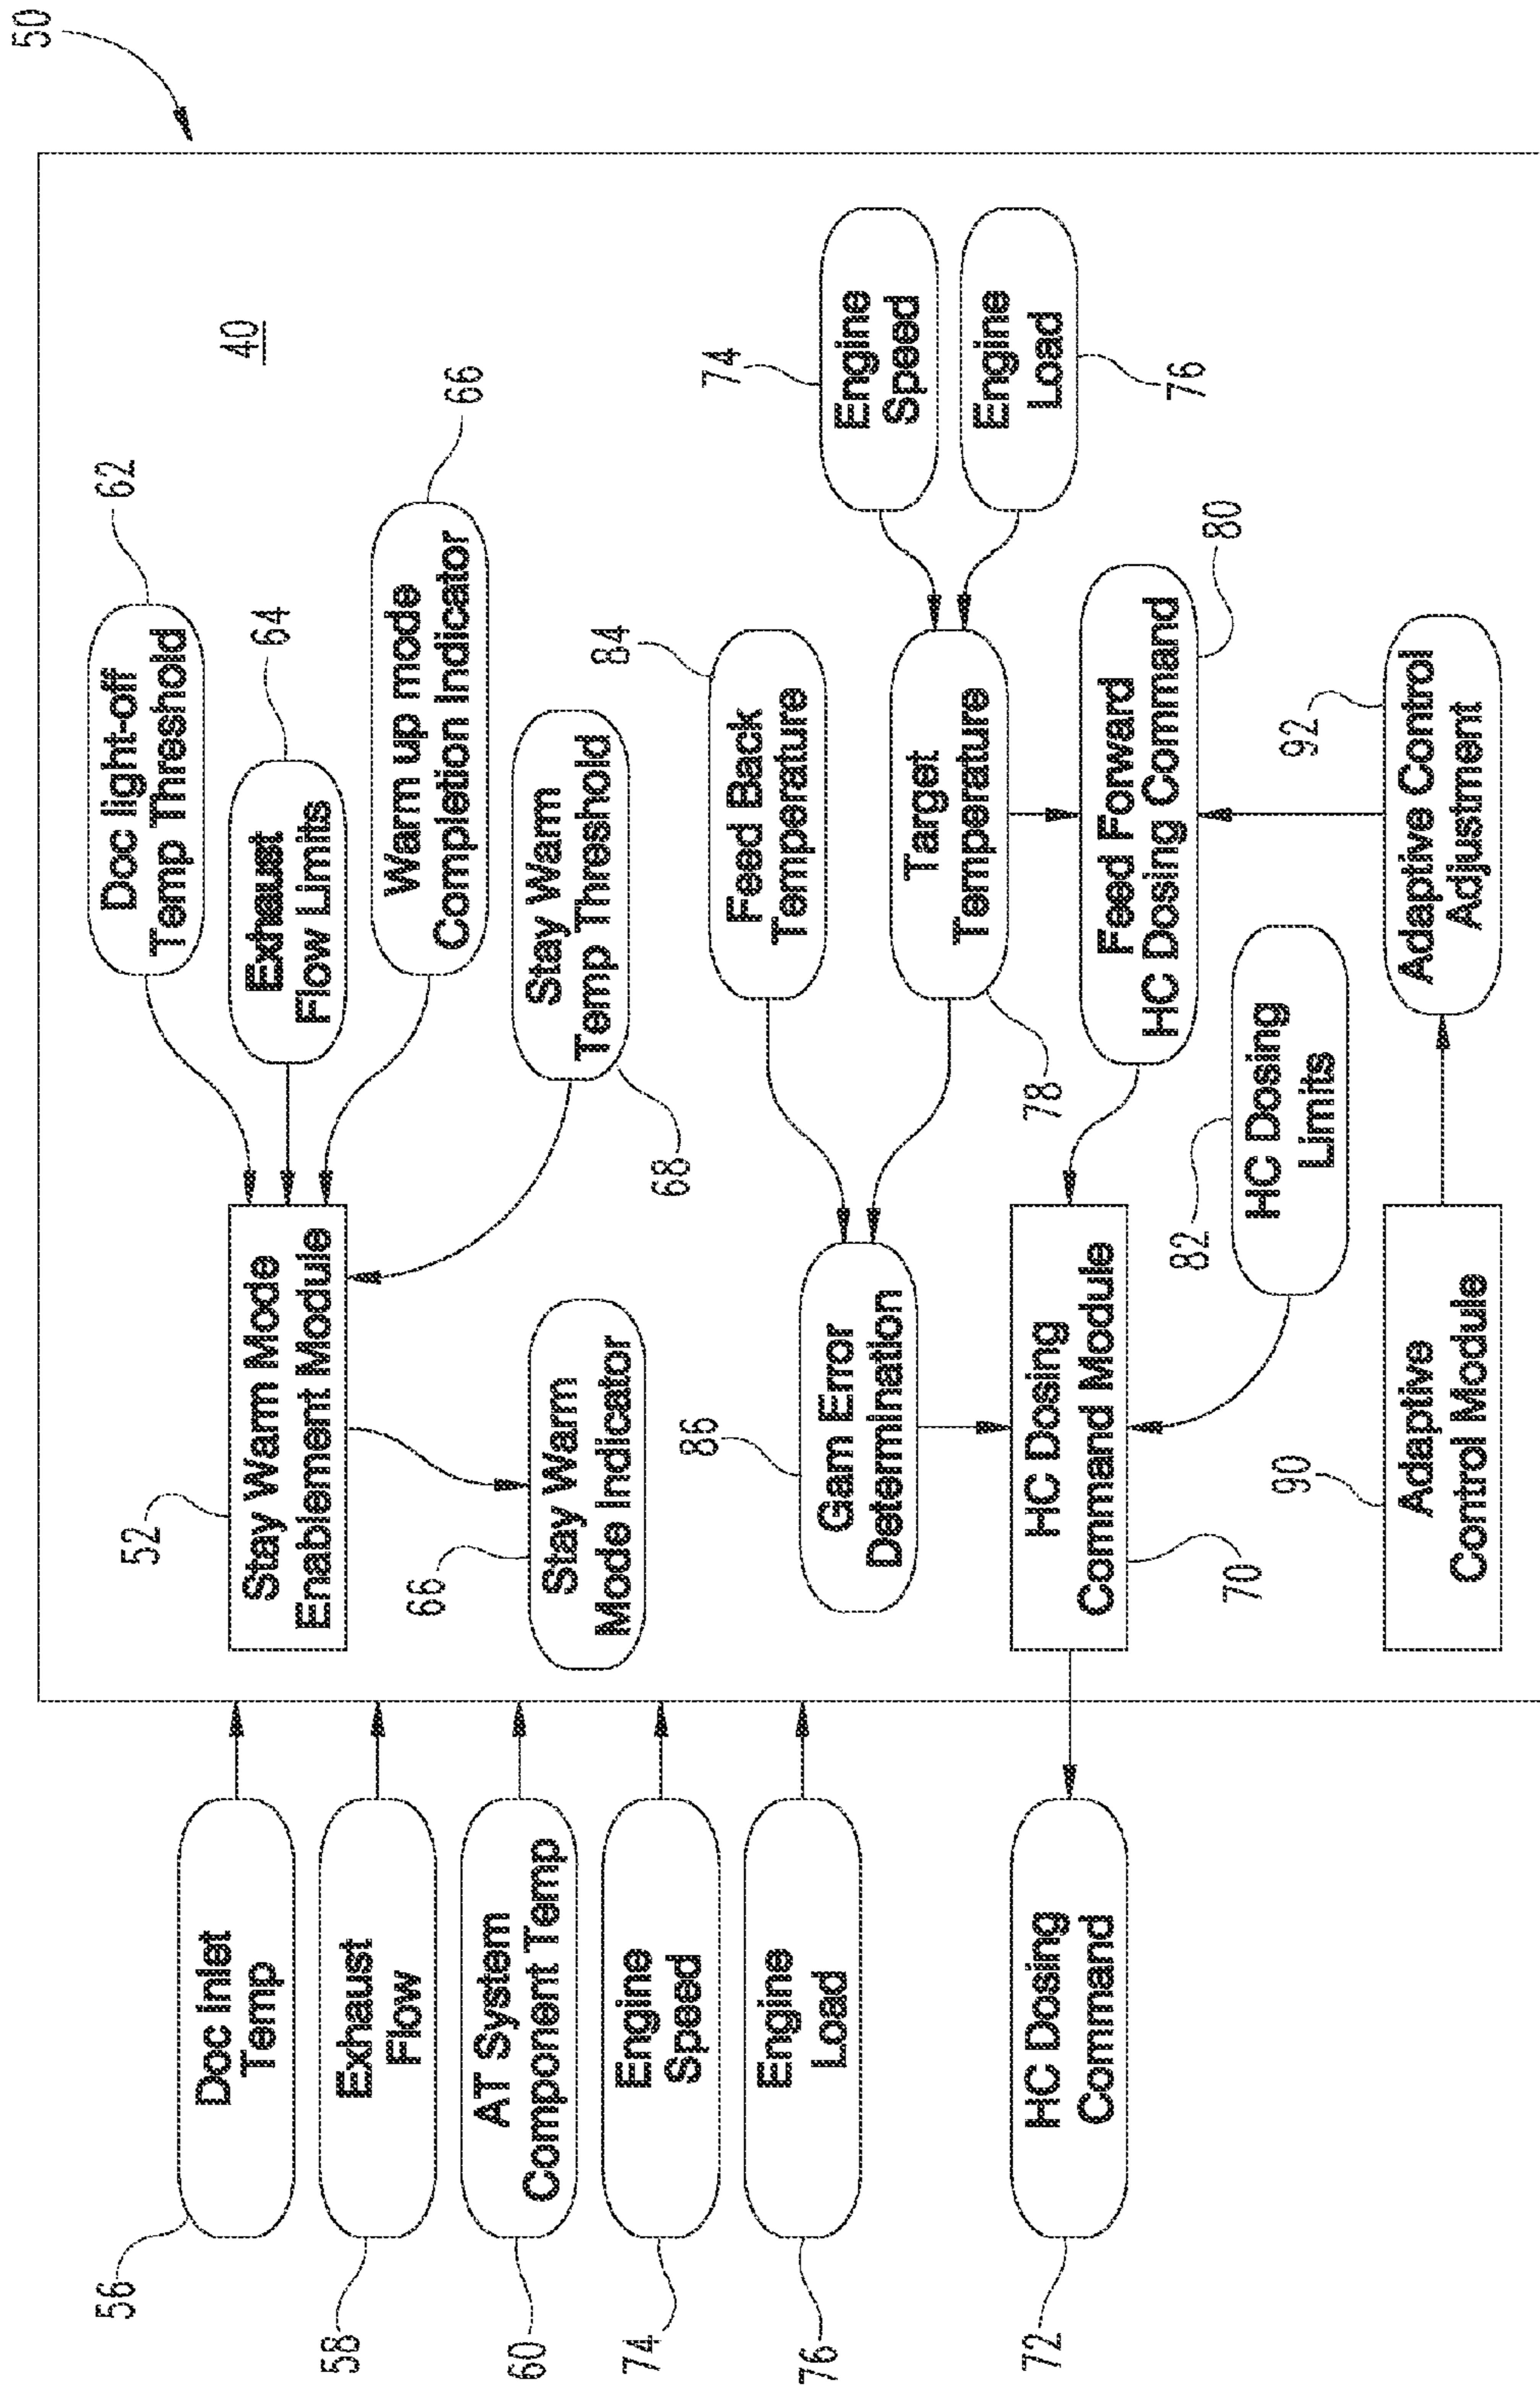 50
40
56
Doc inlet
Temp
58
Exhaust
Flow
60
AT System
Component Temp
74
Engine
Speed
76
Engine
Load
72
HC Dosing
Command
52
Stay Warm Mode
Enablement Module
Doc light-off
Temp Threshold
62
Exhaust
Flow Limits
64
Warm up mode
Completion Indicator
66
Stay Warm
Temp Threshold
68
66
Stay Warm
Mode Indicator
Feed Back
Temperature
84
86
Gam Error
Determination
Target
Temperature
78
Engine
Speed
74
Engine
Load
76
HC Dosing
Command Module
70
Feed Forward
HC Dosing Command
80
82
HC Dosing
Limits
90
Adaptive
Control Module
92
Adaptive Control
Adjustment